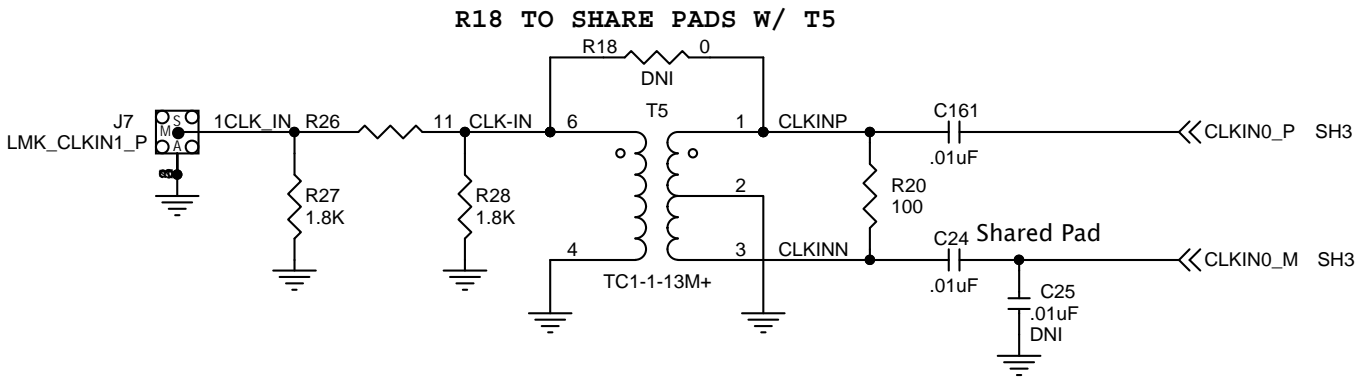 R18 TO SHARE PADS W/ T5
R18 0
DNI
T5
J7
LMK_CLKIN1_P
S
M
A
1CLK_IN R26 11 CLK-IN
6
1 CLKINP
C161
.01uF
CLKIN0_P SH3
R27
1.8K
R28
1.8K
2
R20
100
4
3 CLKINN
TC1-1-13M+
C24 Shared Pad
.01uF
CLKIN0_M SH3
C25
.01uF
DNI